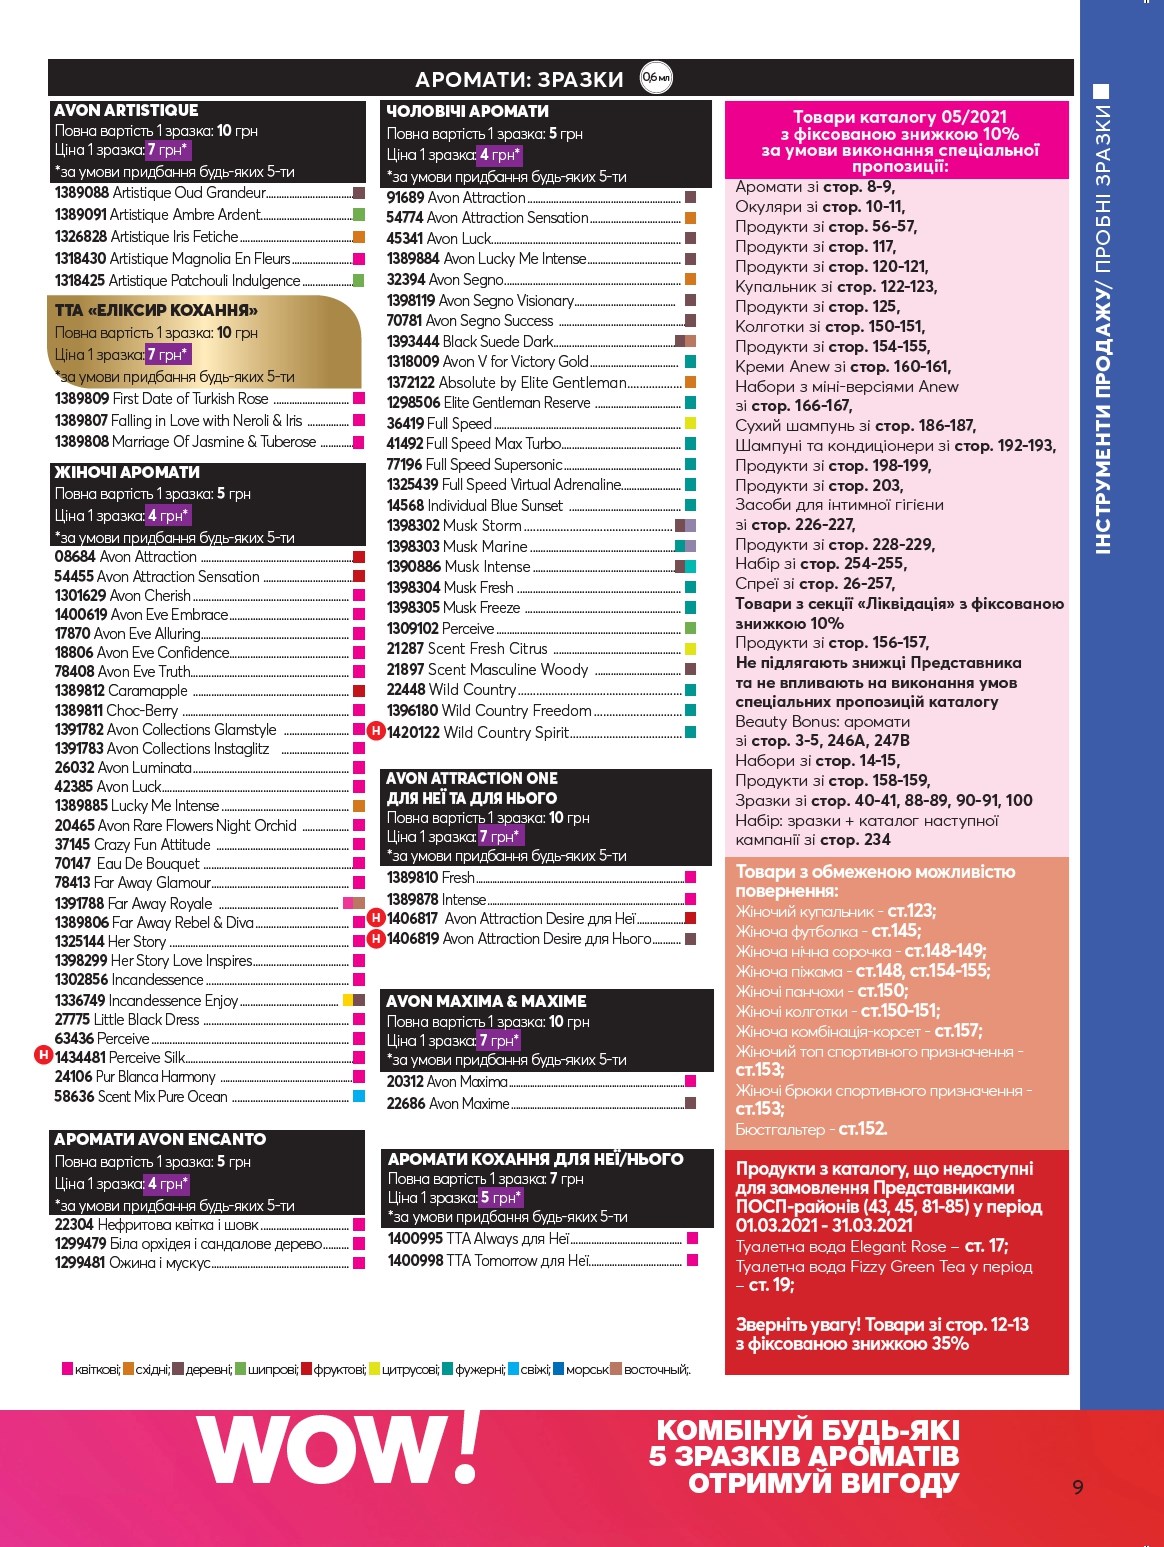 АРОМАТИ: ЗРАЗКИ 0,6 мл
AVON ARTISTIQUE
Повна вартість 1 зразка: 10 грн
Ціна 1 зразка: 7 грн*
*за умови придбання будь-яких 5-ти
1389088 Artistique Oud Grandeur
1389091 Artistique Ambre Ardent
1326828 Artistique Iris Fetiche
1318430 Artistique Magnolia En Fleurs
1318425 Artistique Patchouli Indulgence
ТТА «ЕЛІКСИР КОХАННЯ»
Повна вартість 1 зразка: 10 грн
Ціна 1 зразка: 7 грн*
*за умови придбання будь-яких 5-ти
1389809 First Date of Turkish Rose
1389807 Falling in Love with Neroli & Iris
1389808 Marriage Of Jasmine & Tuberose
ЖІНОЧІ АРОМАТИ
Повна вартість 1 зразка: 5 грн
Ціна 1 зразка: 4 грн*
*за умови придбання будь-яких 5-ти
08684 Avon Attraction
54455 Avon Attraction Sensation
1301629 Avon Cherish
1400619 Avon Eve Embrace
17870 Avon Eve Alluring
18806 Avon Eve Confidence
78408 Avon Eve Truth
1389812 Caramapple
1389811 Choc-Berry
1391782 Avon Collections Glamstyle
1391783 Avon Collections Instaglitz
26032 Avon Luminata
42385 Avon Luck
1389885 Lucky Me Intense
20465 Avon Rare Flowers Night Orchid
37145 Crazy Fun Attitude
70147 Eau De Bouquet
78413 Far Away Glamour
1391788 Far Away Royale
1389806 Far Away Rebel & Diva
1325144 Her Story
1398299 Her Story Love Inspires
1302856 Incandessence
1336749 Incandessence Enjoy
27775 Little Black Dress
63436 Perceive
Н 1434481 Perceive Silk
24106 Pur Blanca Harmony
58636 Scent Mix Pure Ocean
АРОМАТИ AVON ENCANTO
Повна вартість 1 зразка: 5 грн
Ціна 1 зразка: 4 грн*
*за умови придбання будь-яких 5-ти
22304 Нефритова квітка і шовк
1299479 Біла орхідея і сандалове дерево
1299481 Ожина і мускус
ЧОЛОВІЧІ АРОМАТИ
Повна вартість 1 зразка: 5 грн
Ціна 1 зразка: 4 грн*
*за умови придбання будь-яких 5-ти
91689 Avon Attraction
54774 Avon Attraction Sensation
45341 Avon Luck
1389884 Avon Lucky Me Intense
32394 Avon Segno
1398119 Avon Segno Visionary
70781 Avon Segno Success
1393444 Black Suede Dark
1318009 Avon V for Victory Gold
1372122 Absolute by Elite Gentleman
1298506 Elite Gentleman Reserve
36419 Full Speed
41492 Full Speed Max Turbo
77196 Full Speed Supersonic
1325439 Full Speed Virtual Adrenaline
14568 Individual Blue Sunset
1398302 Musk Storm
1398303 Musk Marine
1390886 Musk Intense
1398304 Musk Fresh
1398305 Musk Freeze
1309102 Perceive
21287 Scent Fresh Citrus
21897 Scent Masculine Woody
22448 Wild Country
1396180 Wild Country Freedom
Н 1420122 Wild Country Spirit
AVON ATTRACTION ONE
ДЛЯ НЕЇ ТА ДЛЯ НЬОГО
Повна вартість 1 зразка: 10 грн
Ціна 1 зразка: 7 грн*
*за умови придбання будь-яких 5-ти
1389810 Fresh
1389878 Intense
Н 1406817 Avon Attraction Desire для Неї
Н 1406819 Avon Attraction Desire для Нього
AVON MAXIMA & MAXIME
Повна вартість 1 зразка: 10 грн
Ціна 1 зразка: 7 грн*
*за умови придбання будь-яких 5-ти
20312 Avon Maxima
22686 Avon Maxime
АРОМАТИ КОХАННЯ ДЛЯ НЕЇ/НЬОГО
Повна вартість 1 зразка: 7 грн
Ціна 1 зразка: 5 грн*
*за умови придбання будь-яких 5-ти
1400995 ТТА Always для Неї
1400998 ТТА Tomorrow для Неї
Товари каталогу 05/2021
з фіксованою знижкою 10%
за умови виконання спеціальної
пропозиції:
Аромати зі стор. 8-9,
Окуляри зі стор. 10-11,
Продукти зі стор. 56-57,
Продукти зі стор. 117,
Продукти зі стор. 120-121,
Купальник зі стор. 122-123,
Продукти зі стор. 125,
Колготки зі стор. 150-151,
Продукти зі стор. 154-155,
Креми Anew зі стор. 160-161,
Набори з міні-версіями Anew
зі стор. 166-167,
Сухий шампунь зі стор. 186-187,
Шампуні та кондиціонери зі стор. 192-193,
Продукти зі стор. 198-199,
Продукти зі стор. 203,
Засоби для інтимної гігієни
зі стор. 226-227,
Продукти зі стор. 228-229,
Набір зі стор. 254-255,
Спреї зі стор. 26-257,
Товари з секції «Ліквідація» з фіксованою
знижкою 10%
Продукти зі стор. 156-157,
Не підлягають знижці Представника
та не впливають на виконання умов
спеціальних пропозицій каталогу
Beauty Bonus: аромати
зі стор. 3-5, 246А, 247В
Набори зі стор. 14-15,
Продукти зі стор. 158-159,
Зразки зі стор. 40-41, 88-89, 90-91, 100
Набір: зразки + каталог наступної
кампанії зі стор. 234
Товари з обмеженою можливістю
повернення:
Жіночий купальник - ст.123;
Жіноча футболка - ст.145;
Жіноча нічна сорочка - ст.148-149;
Жіноча піжама - ст.148, ст.154-155;
Жіночі панчохи - ст.150;
Жіночі колготки - ст.150-151;
Жіноча комбінація-корсет - ст.157;
Жіночий топ спортивного призначення -
ст.153;
Жіночі брюки спортивного призначення -
ст.153;
Бюстгальтер - ст.152.
Продукти з каталогу, що недоступні
для замовлення Представниками
ПОСП-районів (43, 45, 81-85) у період
01.03.2021 - 31.03.2021
Туалетна вода Elegant Rose – ст. 17;
Туалетна вода Fizzy Green Tea у період
– ст. 19;
Зверніть увагу! Товари зі стор. 12-13
з фіксованою знижкою 35%
ІНСТРУМЕНТИ ПРОДАЖУ/ ПРОБНІ ЗРАЗКИ
квіткові; східні; деревні; шипрові; фруктові; цитрусові; фужерні; свіжі; морськ восточный;.
WOW!
КОМБІНУЙ БУДЬ-ЯКІ
5 ЗРАЗКІВ АРОМАТІВ
ОТРИМУЙ ВИГОДУ
9